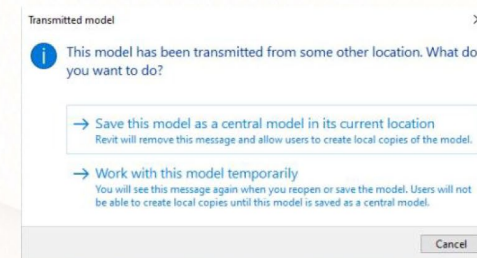 Transmitted model
This model has been transmitted from some other location. What do
you want to do?
→ Save this model as a central model in its current location
Revit will remove this message and allow users to create local copies of the model.
→ Work with this model temporarily
You will see this message again when you reopen or save the model. Users will not
be able to create local copies until this model is saved as a central model.
Cancel